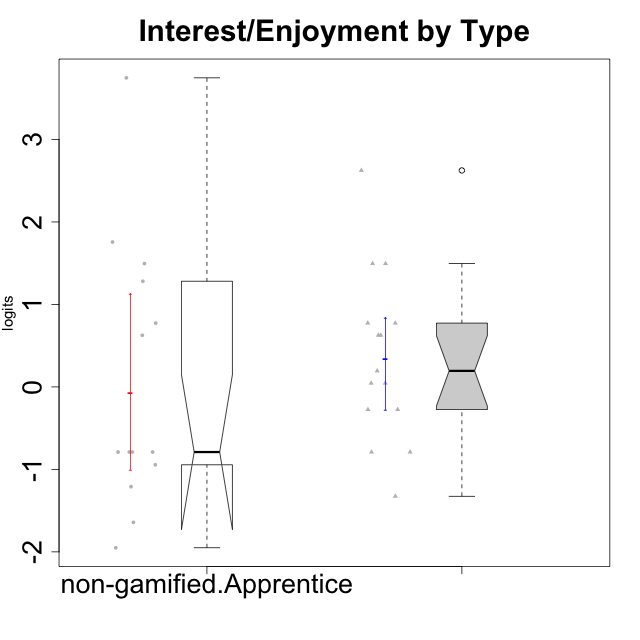 Interest/Enjoyment by Type
3
2
1
0
-1
-2
logits
non-gamified.Apprentice